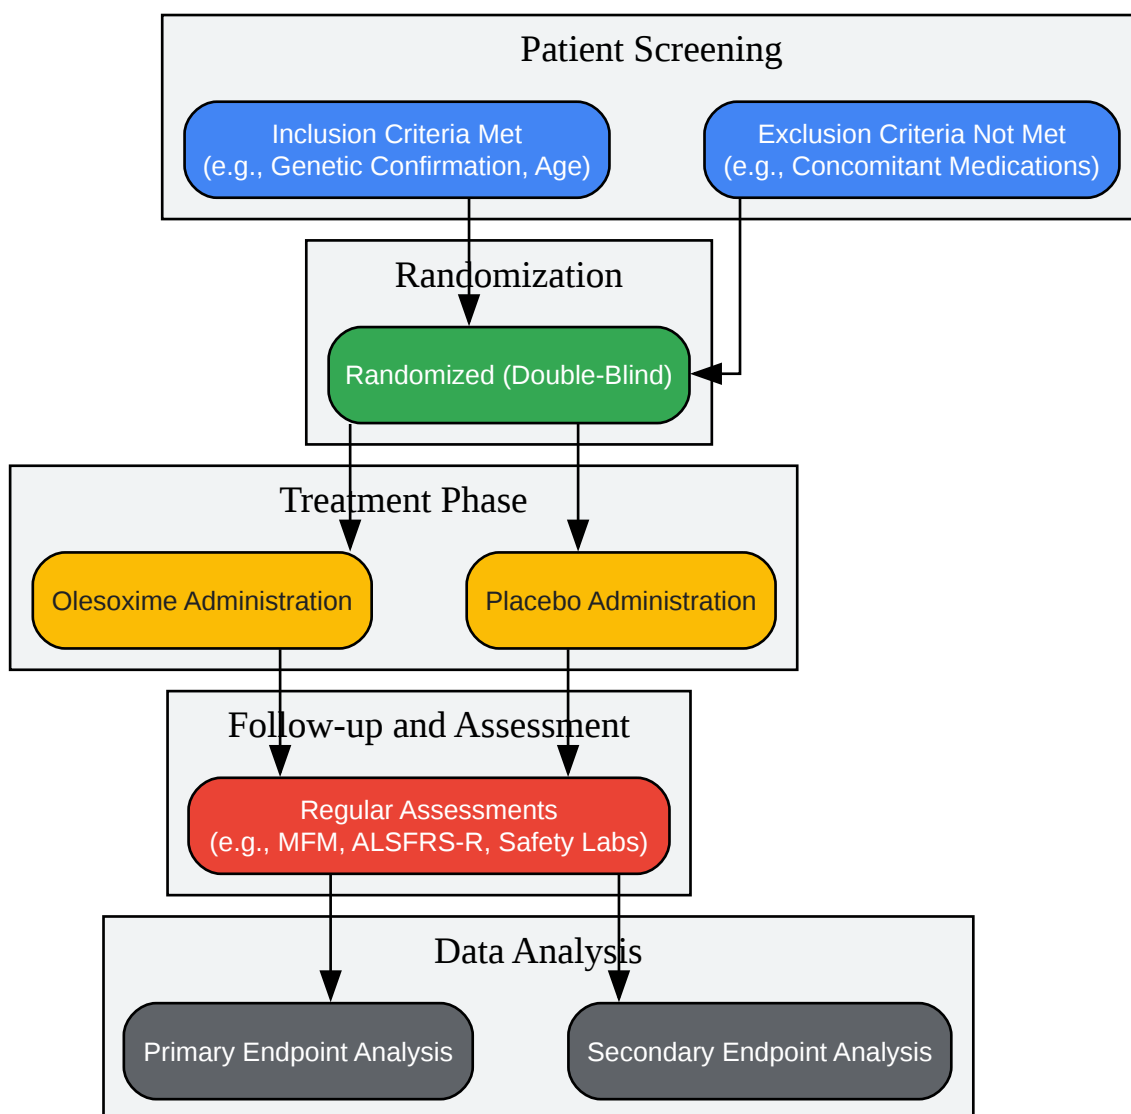 Patient Screening
Inclusion Criteria Met
(e.g., Genetic Confirmation, Age)
Exclusion Criteria Not Met
(e.g., Concomitant Medications)
Randomization
Randomized (Double-Blind)
Treatment Phase
Olesoxime Administration
Placebo Administration
Follow-up and Assessment
Regular Assessments
(e.g., MFM, ALSFRS-R, Safety Labs)
Data Analysis
Primary Endpoint Analysis
Secondary Endpoint Analysis